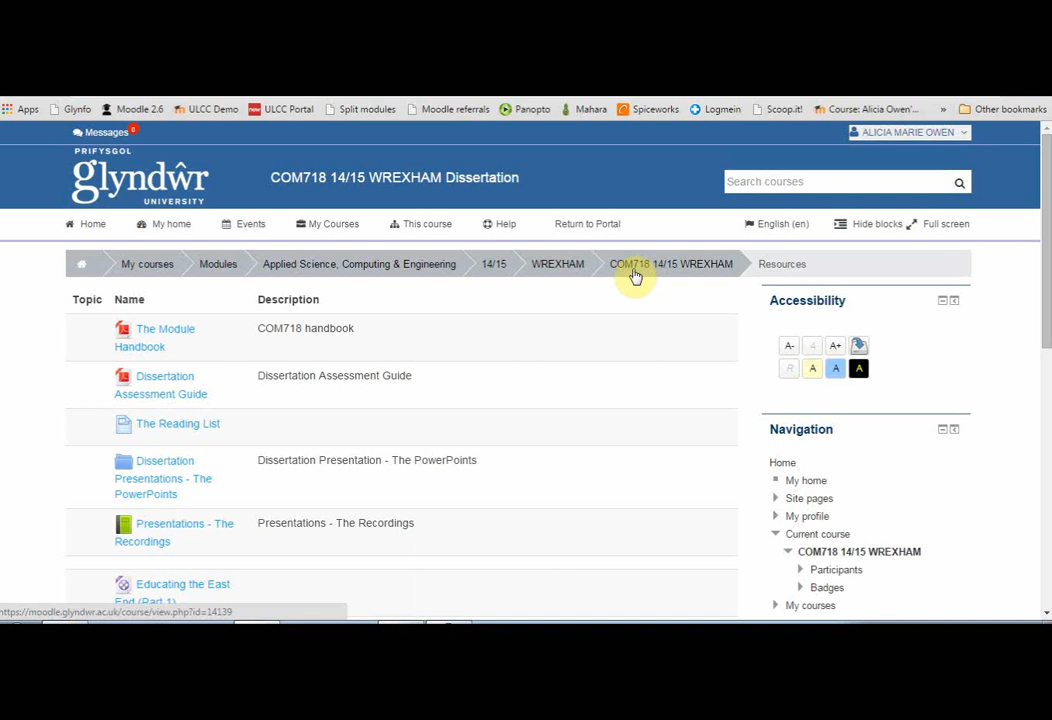 Apps Glynfo Moodle 2.6 ULCC Demo ULCC Portal Split modules Moodle referrals Panopto Mahara Spiceworks Logmein Scoop.it! Course: Alicia Owen'... » Other bookmarks
Messages 0 ALICIA MARIE OWEN
PRIFYSGOL
glyndŵr
UNIVERSITY
COM718 14/15 WREXHAM Dissertation
Search courses
Home My home Events My Courses This course Help Return to Portal English (en) Hide blocks Full screen
My courses Modules Applied Science, Computing & Engineering 14/15 WREXHAM COM718 14/15 WREXHAM Resources
Topic Name Description
The Module Handbook COM718 handbook
Dissertation Assessment Guide Dissertation Assessment Guide
The Reading List
Dissertation Presentations - The PowerPoints Dissertation Presentation - The PowerPoints
Presentations - The Recordings Presentations - The Recordings
Educating the East End (Part 1)
https://moodle.glyndwr.ac.uk/course/view.php?id=14139
Accessibility
A- A A+
R A A A
Navigation
Home
My home
Site pages
My profile
Current course
COM718 14/15 WREXHAM
Participants
Badges
My courses